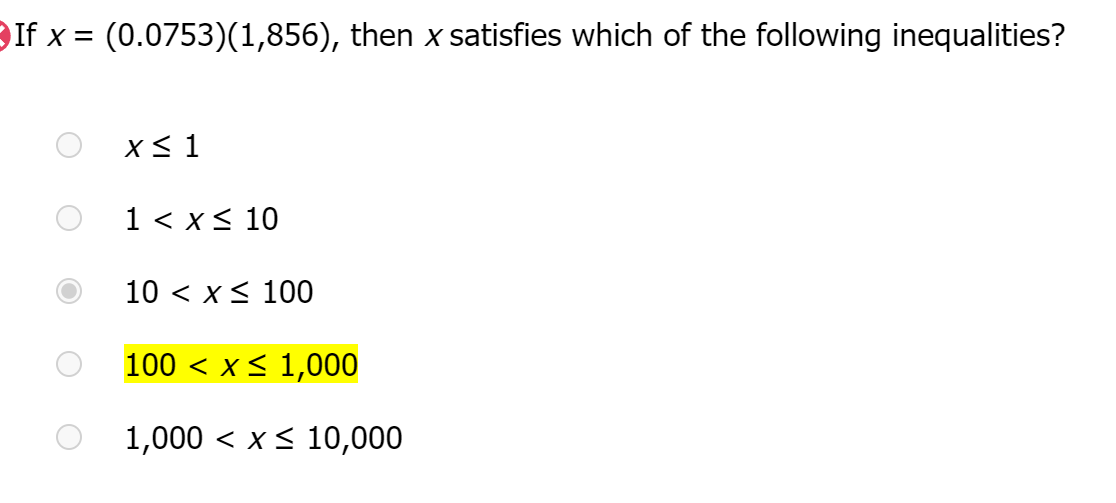 If x = (0.0753)(1,856), then x satisfies which of the following inequalities?
x ≤ 1
1 < x ≤ 10
10 < x ≤ 100
100 < x ≤ 1,000
1,000 < x ≤ 10,000